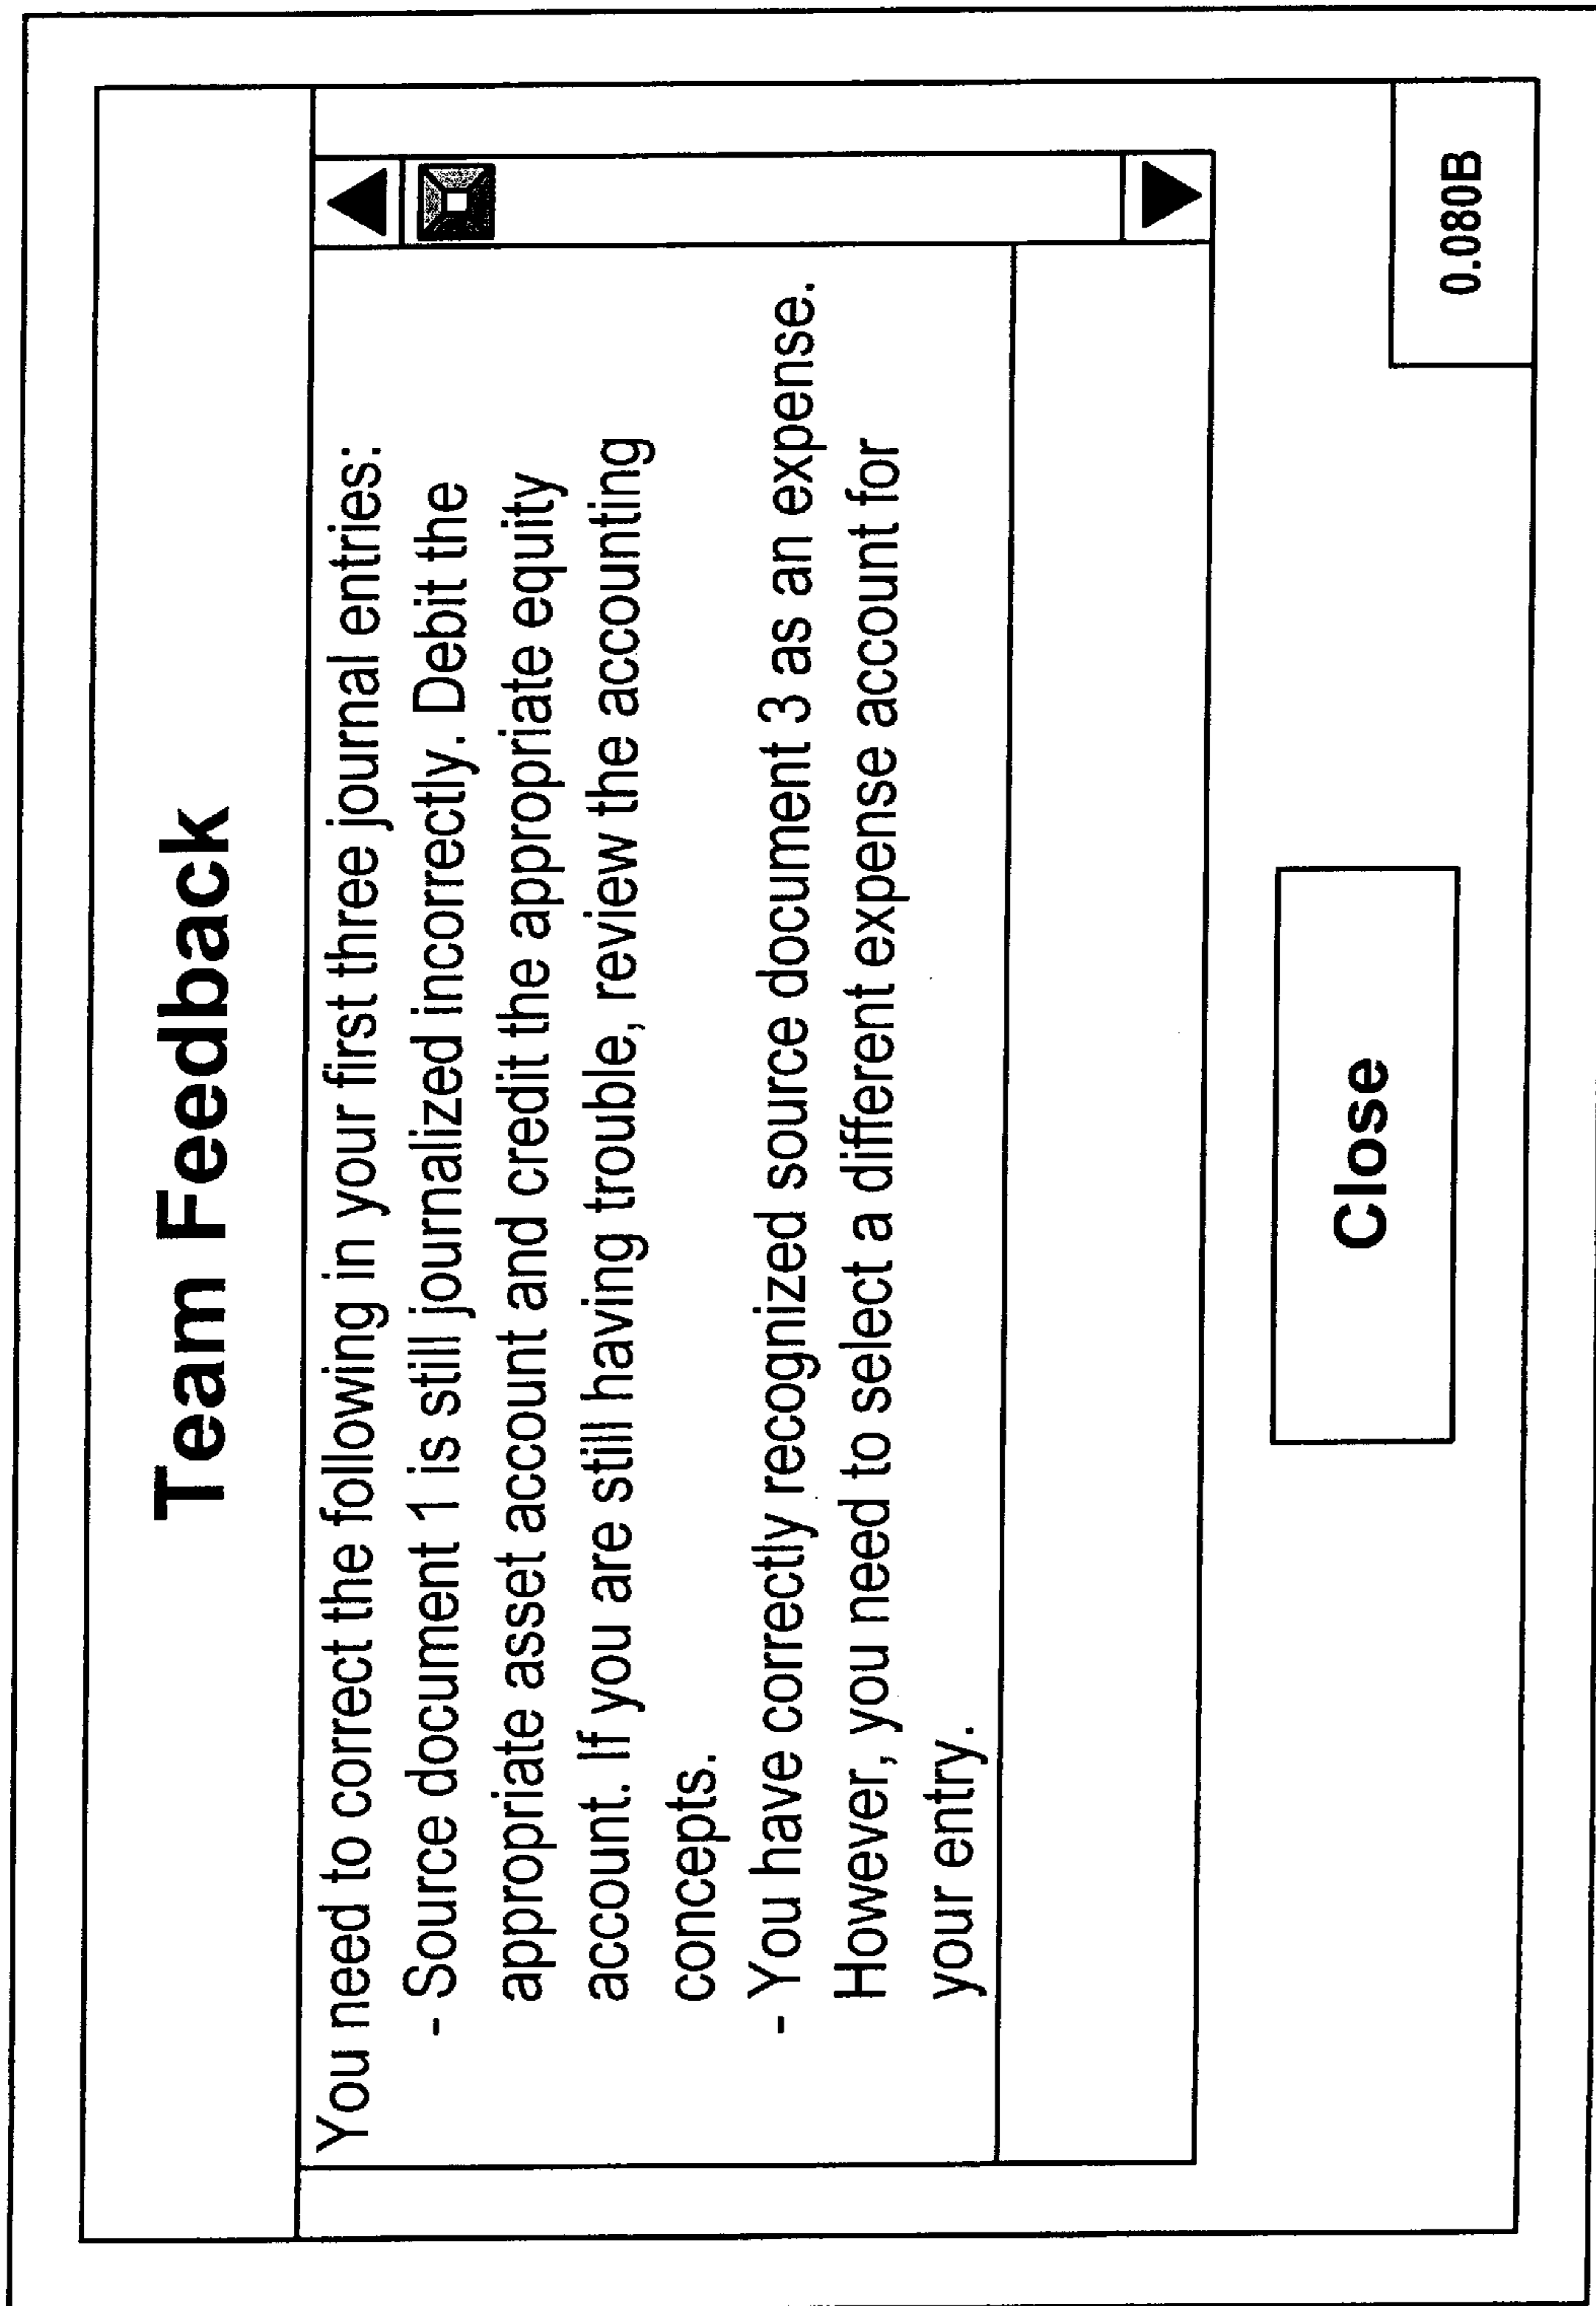 Team Feedback
You need to correct the following in your first three journal entries:
- Source document 1 is still journalized incorrectly. Debit the
appropriate asset account and credit the appropriate equity
account. If you are still having trouble, review the accounting
concepts.
- You have correctly recognized source document 3 as an expense.
However, you need to select a different expense account for
your entry.
Close
0.080B